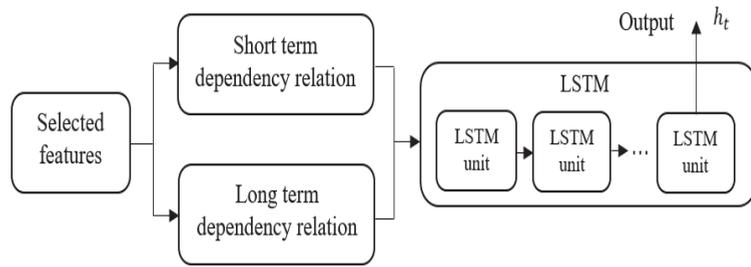 Selected
features
Short term
dependency relation
Long term
dependency relation
Output h_t
LSTM
LSTM
unit
LSTM
unit
...
LSTM
unit